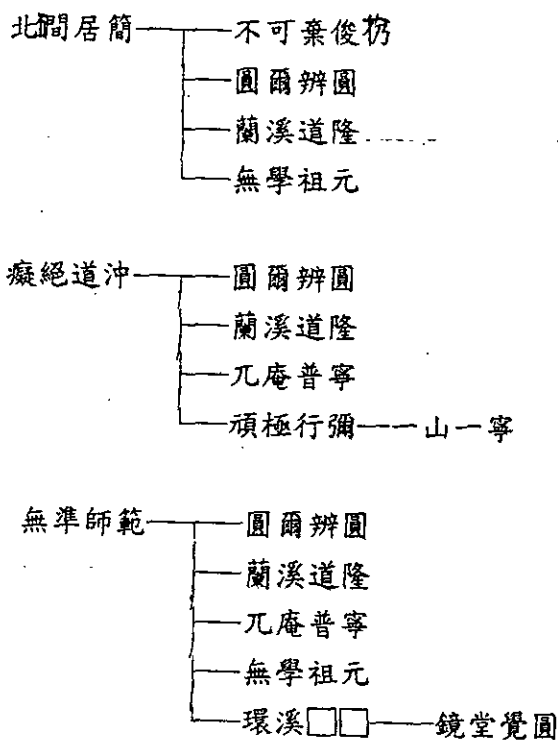 北磵居簡
不可棄俊芿
圓爾辨圓
蘭溪道隆
無學祖元
癡絕道沖
圓爾辨圓
蘭溪道隆
兀庵普寧
頑極行彌 一山一寧
無準師範
圓爾辨圓
蘭溪道隆
兀庵普寧
無學祖元
環溪□□ 鏡堂覺圓